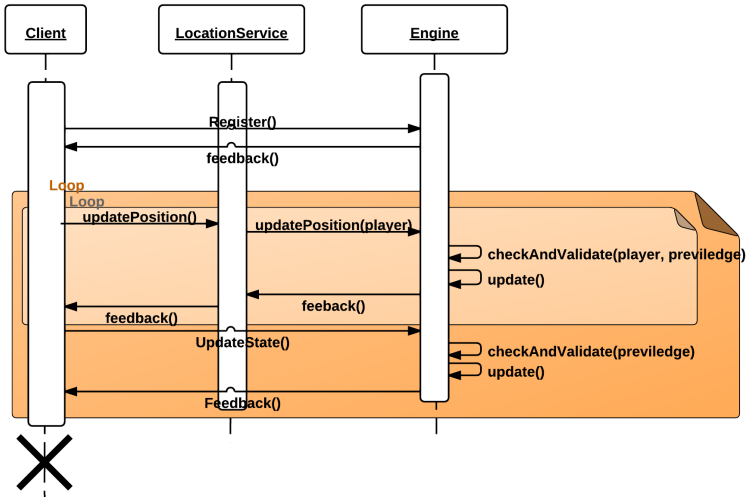 Client
LocationService
Engine
Register()
feedback()
Loop
Loop
updatePosition()
updatePosition(player)
checkAndValidate(player, previledge)
update()
feeback()
feedback()
UpdateState()
checkAndValidate(previledge)
update()
Feedback()